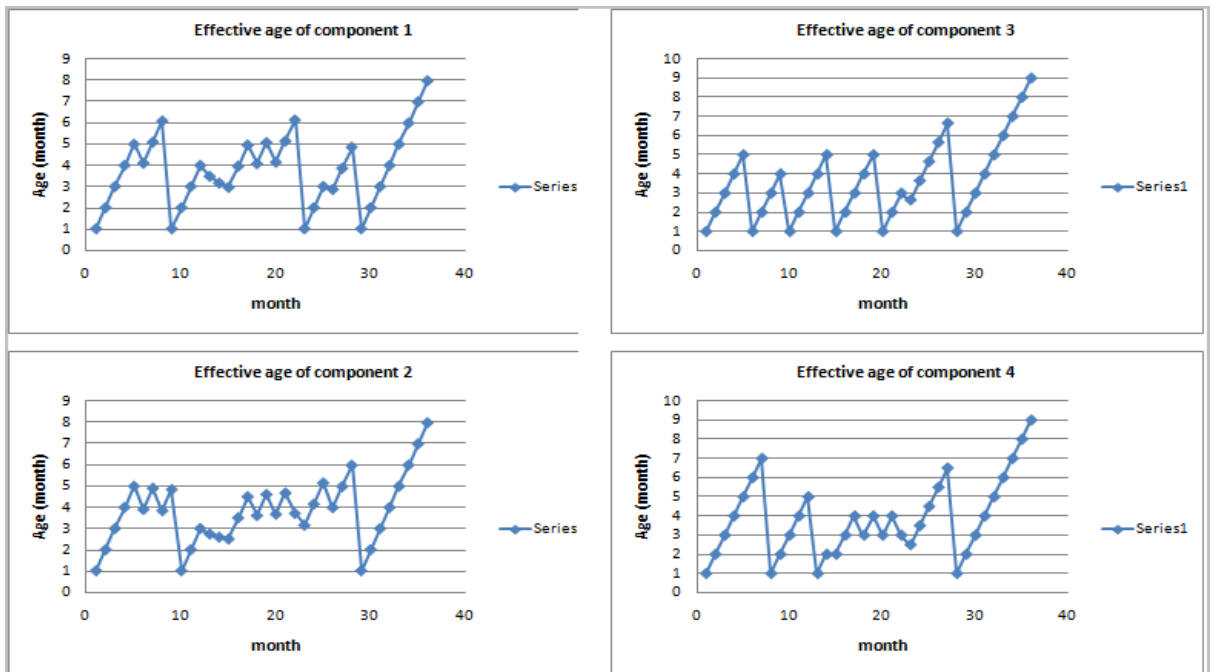 Effective age of component 1
Age (month)
9
8
7
6
5
4
3
2
1
0
0 10 20 30 40
month
Series
Effective age of component 3
Age (month)
10
9
8
7
6
5
4
3
2
1
0
0 10 20 30 40
month
Series1
Effective age of component 2
Age (month)
9
8
7
6
5
4
3
2
1
0
0 10 20 30 40
month
Series
Effective age of component 4
Age (month)
10
9
8
7
6
5
4
3
2
1
0
0 10 20 30 40
month
Series1